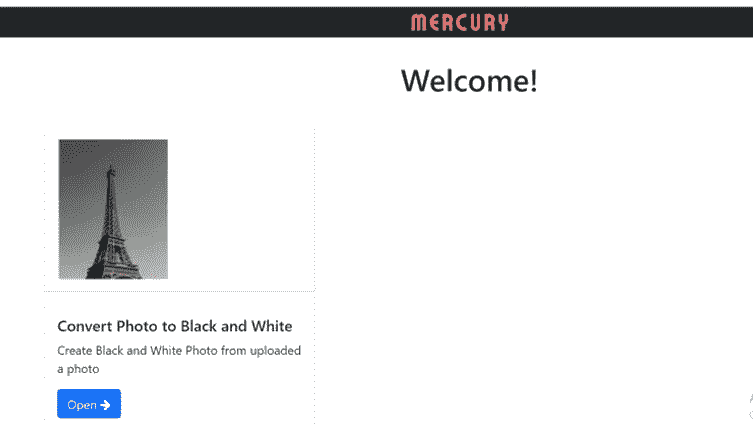 MERCURY
Welcome!
Convert Photo to Black and White
Create Black and White Photo from uploaded
a photo
Open